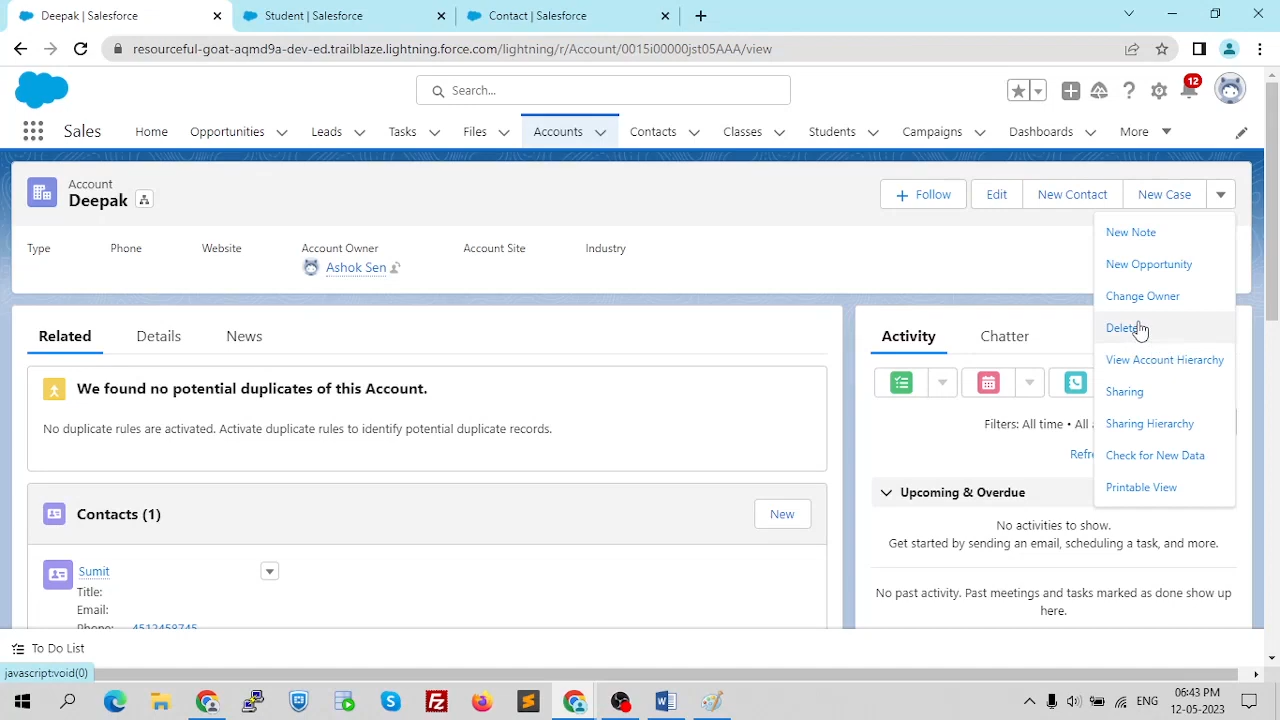 Deepak | Salesforce
Student | Salesforce
Contact | Salesforce
resourceful-goat-aqmd9a-dev-ed.trailblaze.lightning.force.com/lightning/r/Account/0015i00000jst05AAA/view
Search...
12
Sales
Home
Opportunities
Leads
Tasks
Files
Accounts
Contacts
Classes
Students
Campaigns
Dashboards
More
Account
Deepak
Follow
Edit
New Contact
New Case
Type
Phone
Website
Account Owner
Account Site
Industry
Ashok Sen
New Note
New Opportunity
Change Owner
Delete
View Account Hierarchy
Sharing
Sharing Hierarchy
Check for New Data
Printable View
Related
Details
News
We found no potential duplicates of this Account.
No duplicate rules are activated. Activate duplicate rules to identify potential duplicate records.
Contacts (1)
New
Sumit
Title:
Email:
Phone: 4512458745
Activity
Chatter
Filters: All time • All
Refr
Upcoming & Overdue
No activities to show.
Get started by sending an email, scheduling a task, and more.
No past activity. Past meetings and tasks marked as done show up
here.
To Do List
javascript:void(0)
ENG
06:43 PM
12-05-2023